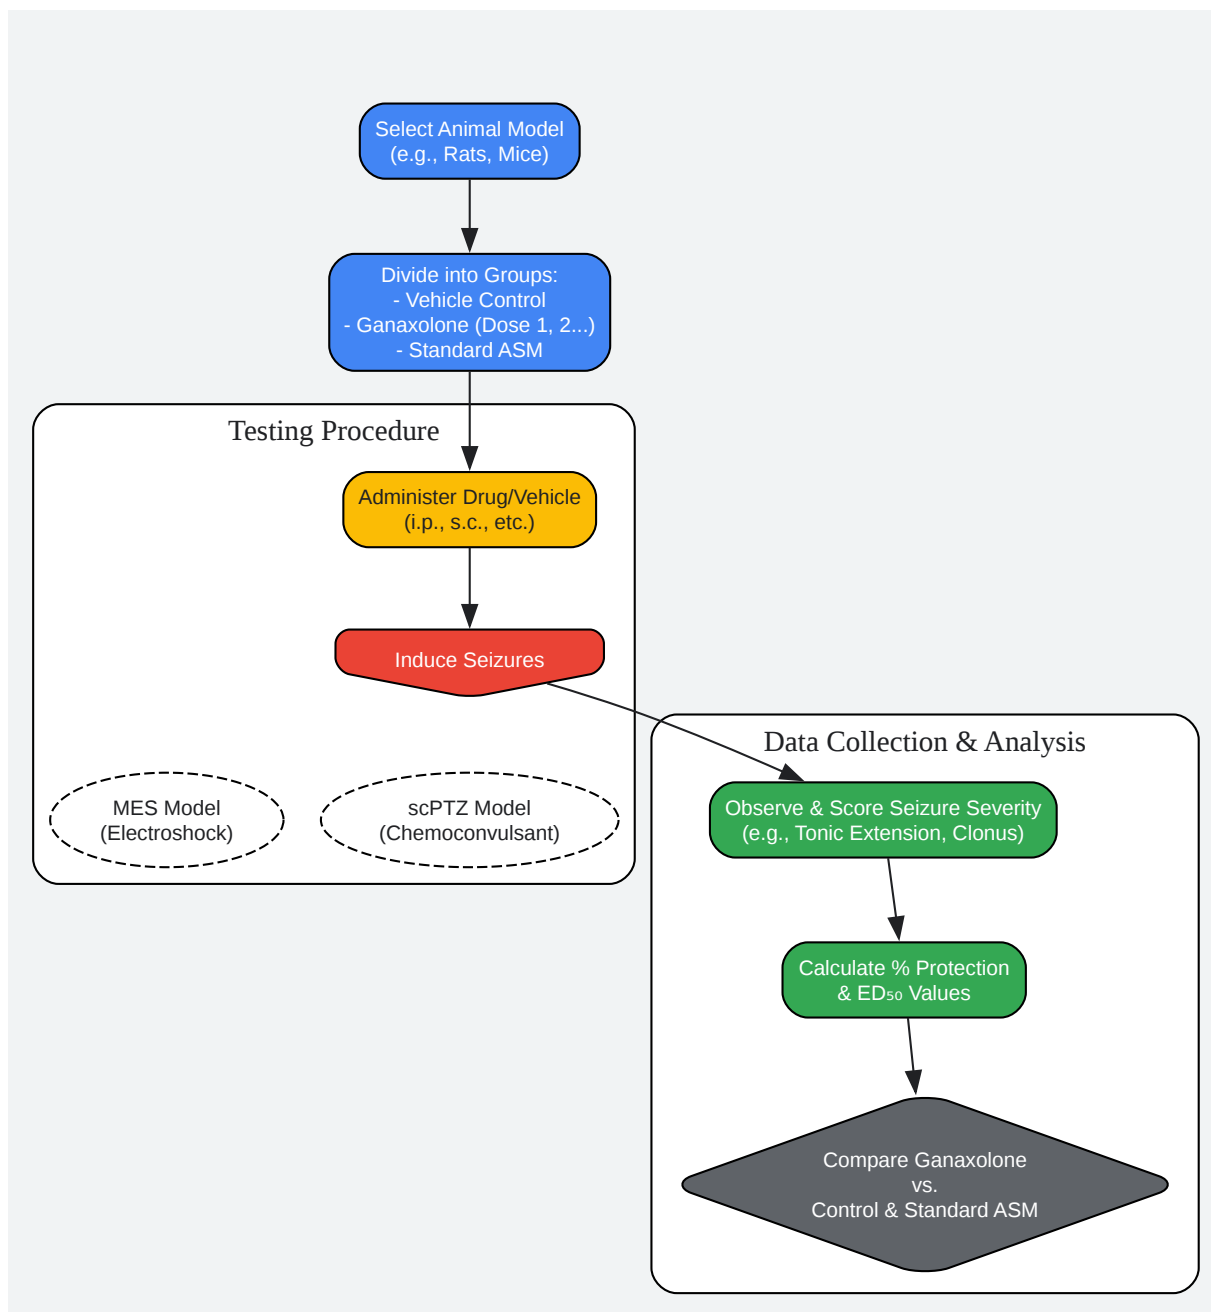 Select Animal Model
(e.g., Rats, Mice)
Divide into Groups:
- Vehicle Control
- Ganaxolone (Dose 1, 2...)
- Standard ASM
Testing Procedure
Administer Drug/Vehicle
(i.p., s.c., etc.)
Induce Seizures
MES Model
(Electroshock)
scPTZ Model
(Chemoconvulsant)
Data Collection & Analysis
Observe & Score Seizure Severity
(e.g., Tonic Extension, Clonus)
Calculate % Protection
& ED₅₀ Values
Compare Ganaxolone
vs.
Control & Standard ASM